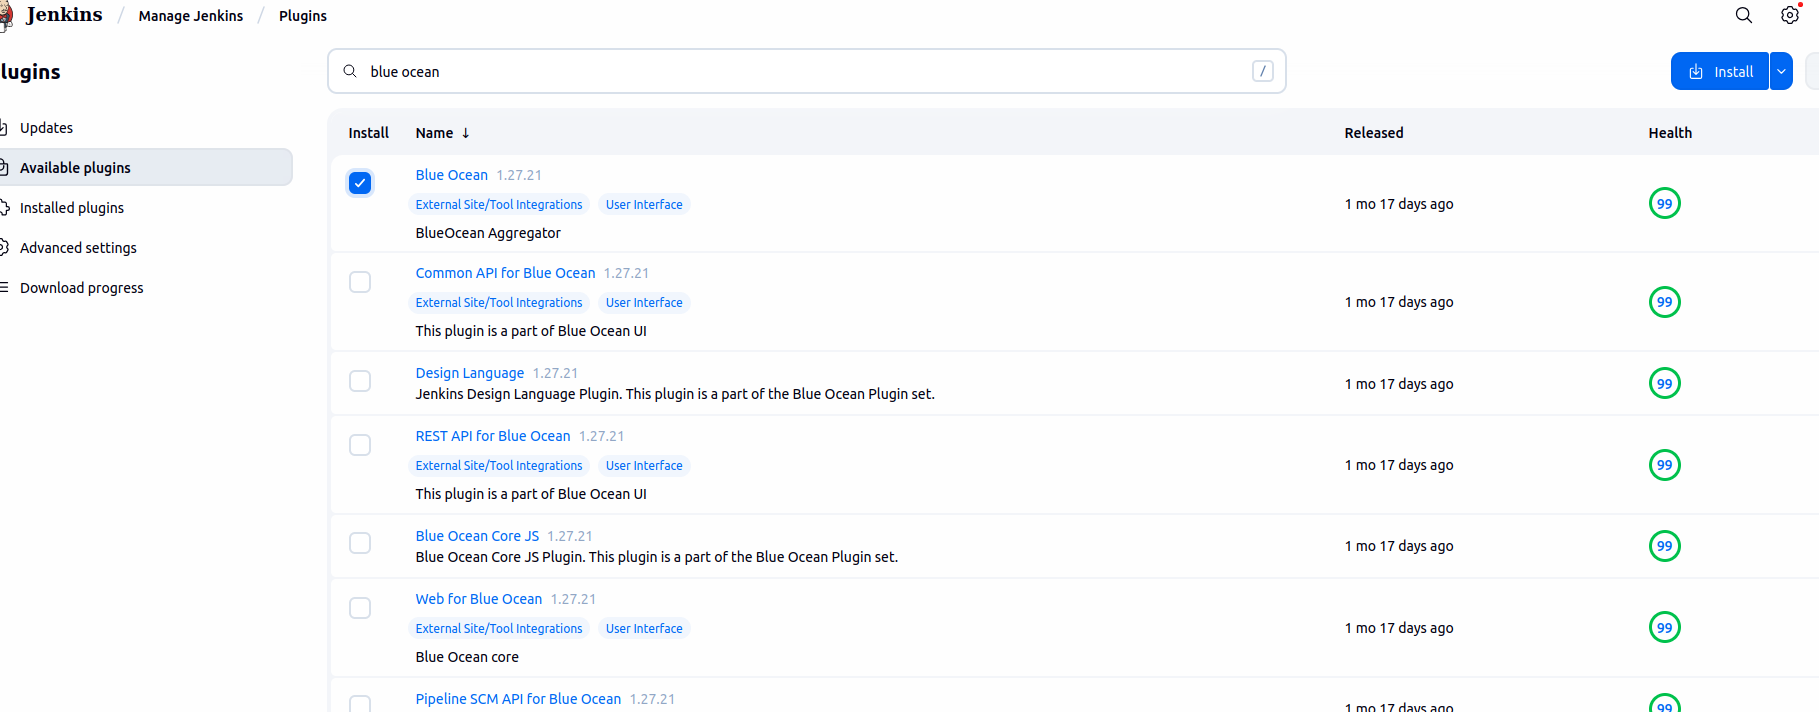 Jenkins / Manage Jenkins / Plugins
lugins
blue ocean /
Install
Updates
Available plugins
Installed plugins
Advanced settings
Download progress
Install Name ↓ Released Health
Blue Ocean 1.27.21
External Site/Tool Integrations User Interface
BlueOcean Aggregator
1 mo 17 days ago
99
Common API for Blue Ocean 1.27.21
External Site/Tool Integrations User Interface
This plugin is a part of Blue Ocean UI
1 mo 17 days ago
99
Design Language 1.27.21
Jenkins Design Language Plugin. This plugin is a part of the Blue Ocean Plugin set.
1 mo 17 days ago
99
REST API for Blue Ocean 1.27.21
External Site/Tool Integrations User Interface
This plugin is a part of Blue Ocean UI
1 mo 17 days ago
99
Blue Ocean Core JS 1.27.21
Blue Ocean Core JS Plugin. This plugin is a part of the Blue Ocean Plugin set.
1 mo 17 days ago
99
Web for Blue Ocean 1.27.21
External Site/Tool Integrations User Interface
Blue Ocean core
1 mo 17 days ago
99
Pipeline SCM API for Blue Ocean 1.27.21
1 mo 17 days ago
99